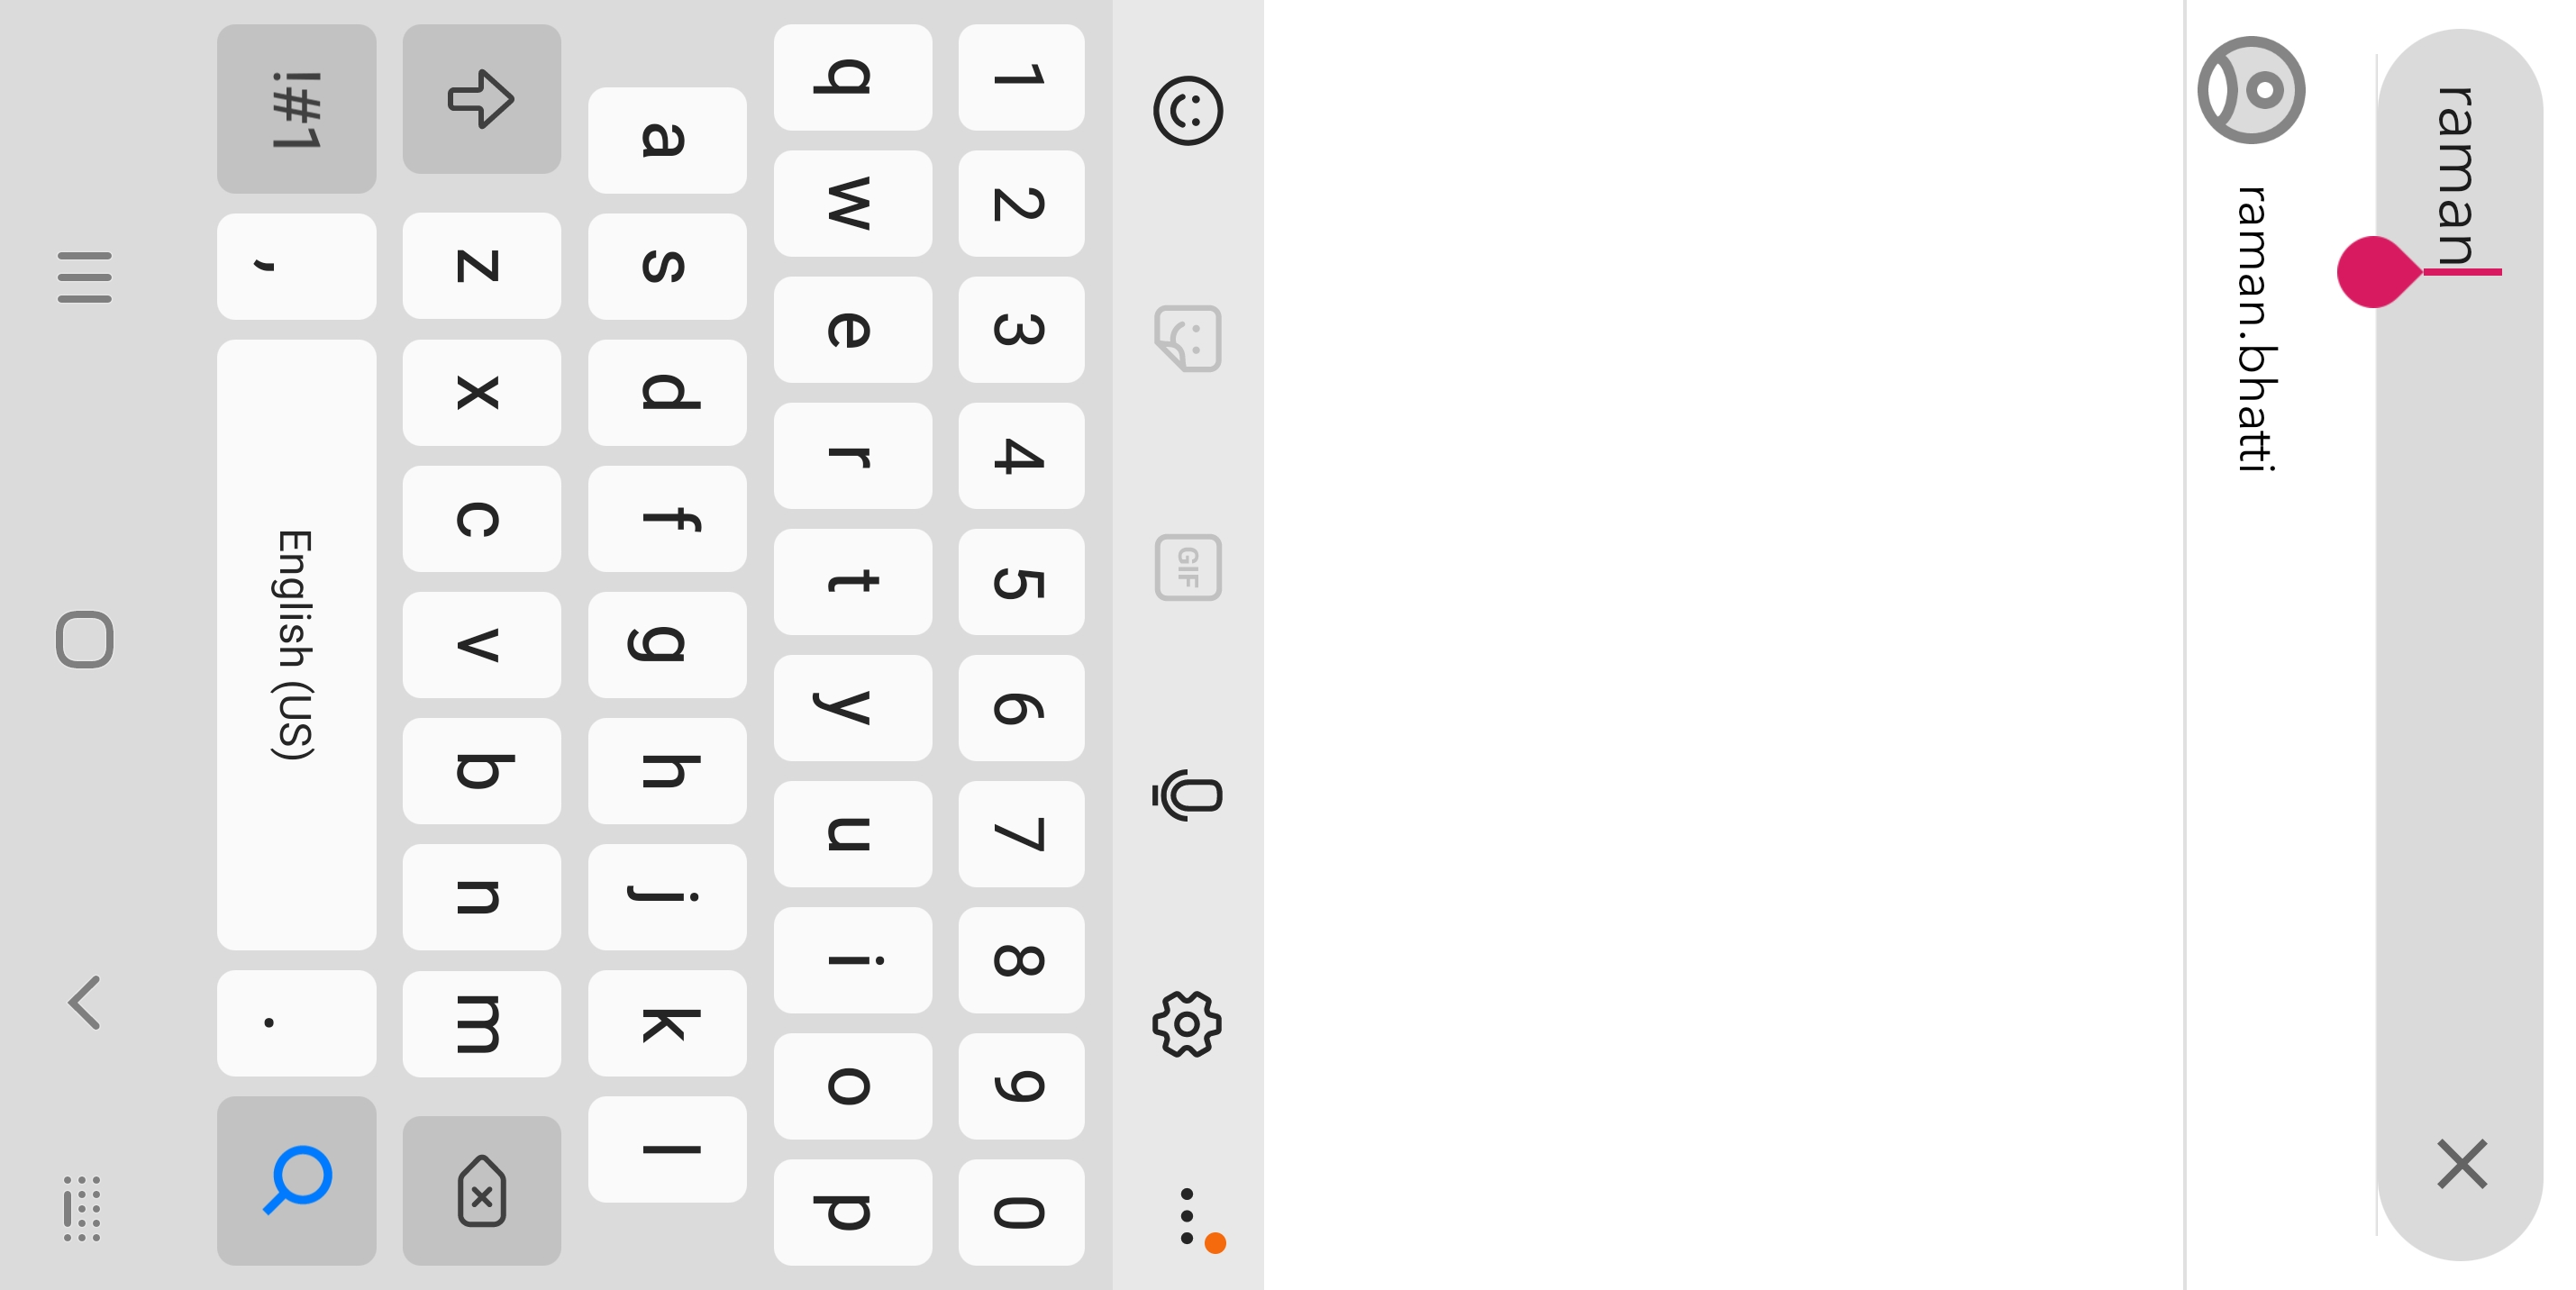 raman
raman.bhatti
GIF
1 2 3 4 5 6 7 8 9 0
q w e r t y u i o p
a s d f g h j k l
z x c v b n m
!#1 , English (US) .